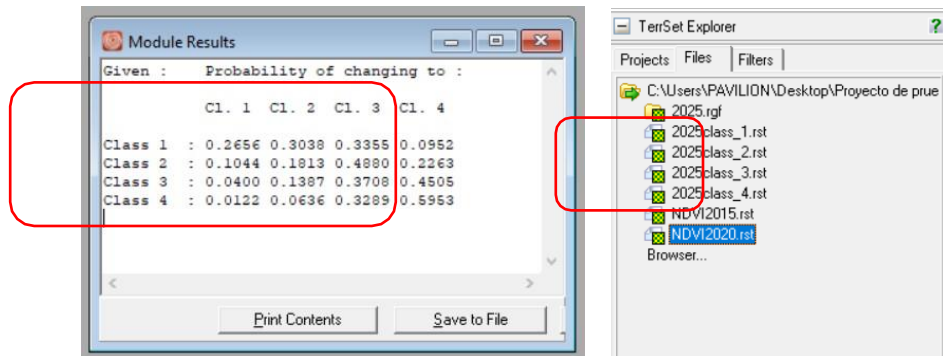 Module Results
Given :     Probability of changing to :
Cl. 1  Cl. 2  Cl. 3  Cl. 4
Class 1  : 0.2656 0.3038 0.3355 0.0952
Class 2  : 0.1044 0.1813 0.4880 0.2263
Class 3  : 0.0400 0.1387 0.3708 0.4505
Class 4  : 0.0122 0.0636 0.3289 0.5953
Print Contents
Save to File
TerrSet Explorer
Projects Files Filters
C:\Users\PAVILION\Desktop\Proyecto de prue
2025.rgf
2025class_1.rst
2025class_2.rst
2025class_3.rst
2025class_4.rst
NDVI2015.rst
NDVI2020.rst
Browser...